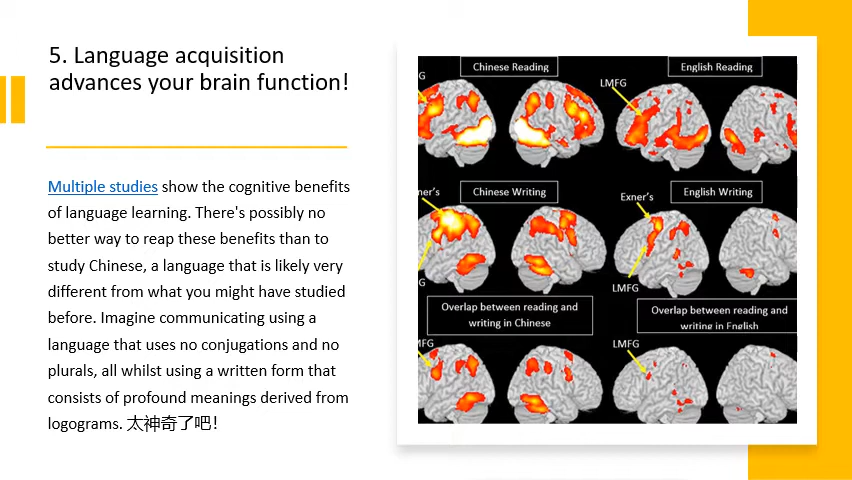 5. Language acquisition
advances your brain function!
Multiple studies show the cognitive benefits
of language learning. There's possibly no
better way to reap these benefits than to
study Chinese, a language that is likely very
different from what you might have studied
before. Imagine communicating using a
language that uses no conjugations and no
plurals, all whilst using a written form that
consists of profound meanings derived from
logograms. 太神奇了吧!
Chinese Reading
English Reading
LMFG
Chinese Writing
English Writing
Exner's
LMFG
Overlap between reading and
writing in Chinese
Overlap between reading and
writing in English
LMFG